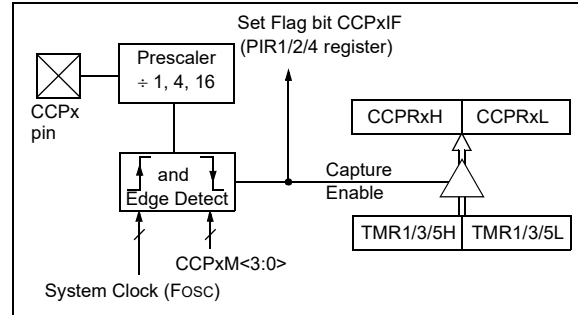 Set Flag bit CCPxIF
(PIR1/2/4 register)
Prescaler
÷ 1, 4, 16
CCPx
pin
CCPRxH
CCPRxL
and
Edge Detect
Capture
Enable
TMR1/3/5H
TMR1/3/5L
CCPxM<3:0>
System Clock (FOSC)